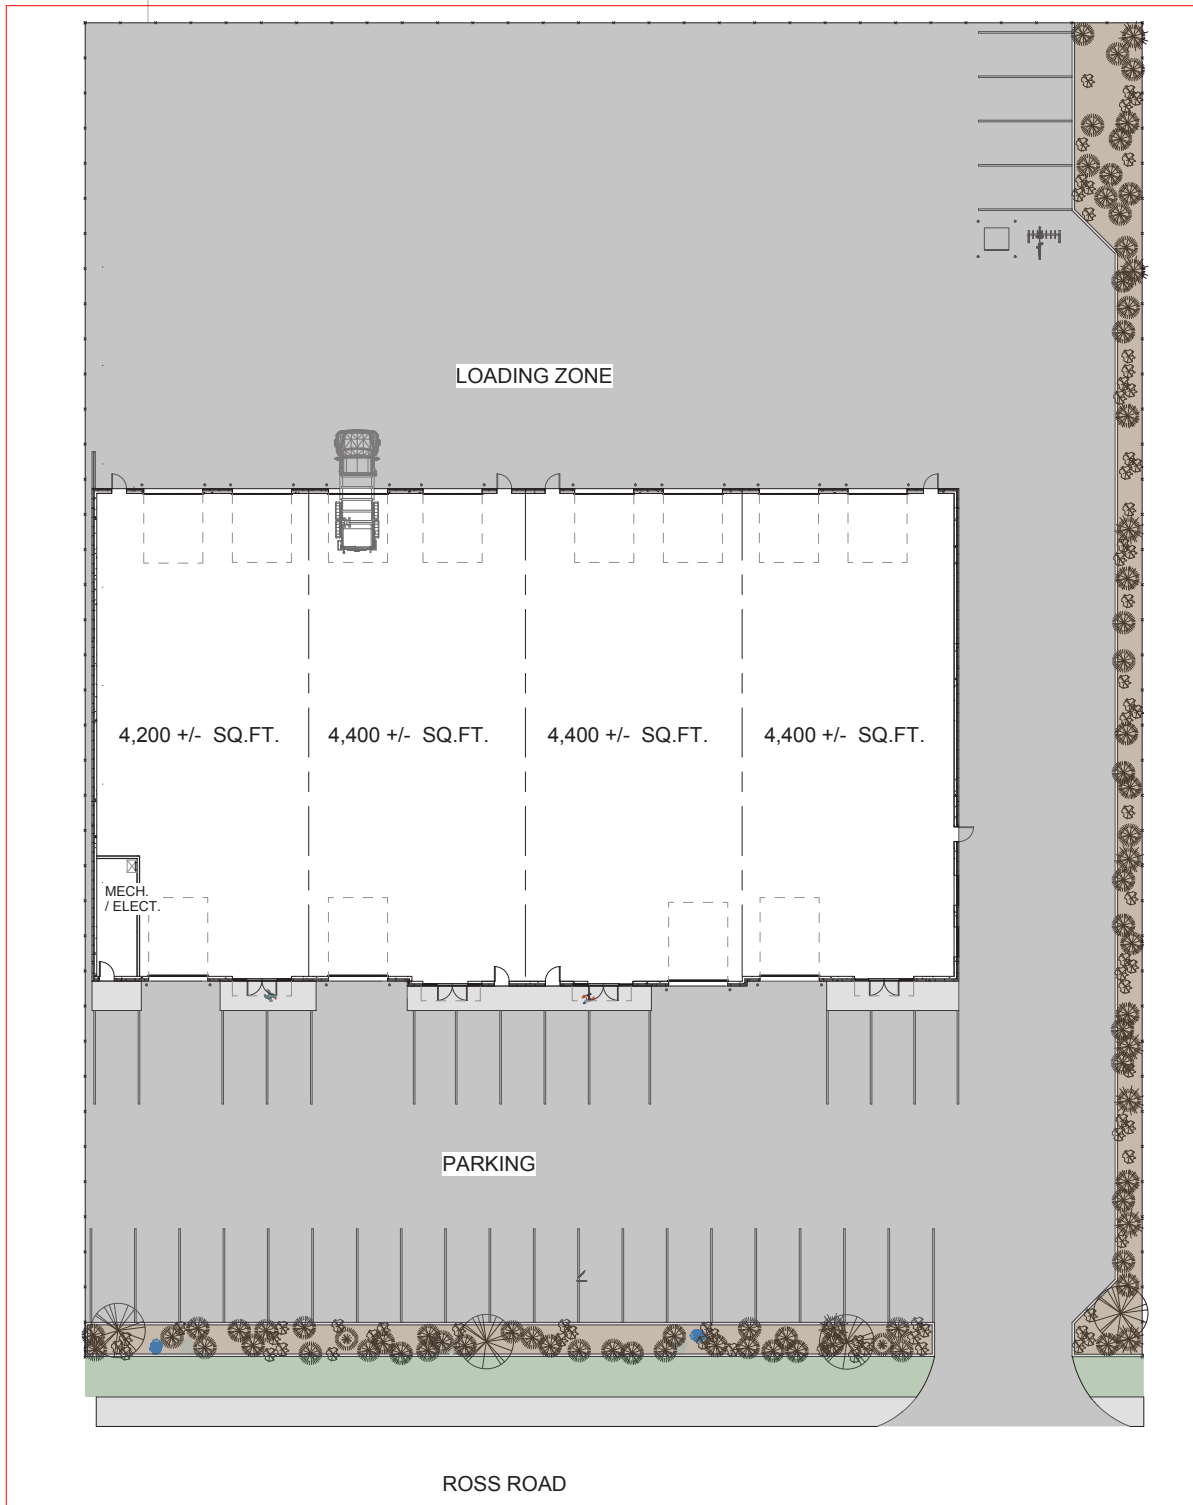 LOADING ZONE
4,200 +/- SQ.FT.
4,400 +/- SQ.FT.
4,400 +/- SQ.FT.
4,400 +/- SQ.FT.
MECH.
/ ELECT.
PARKING
ROSS ROAD